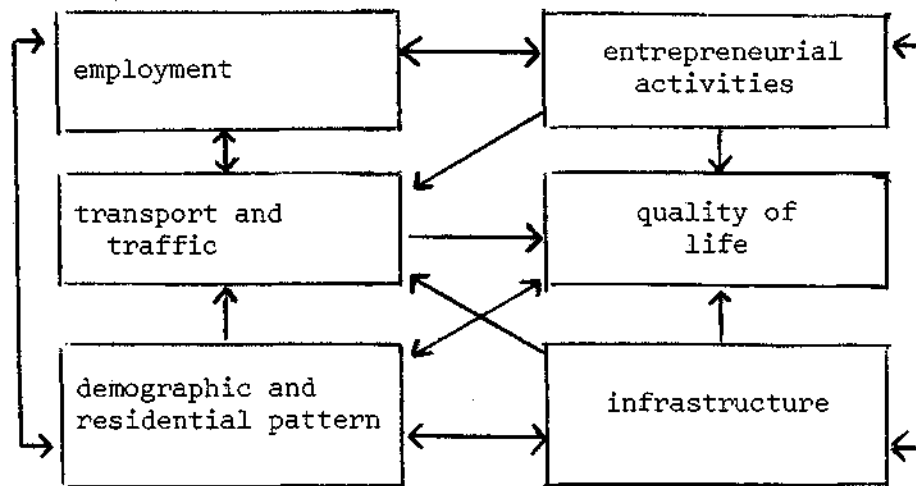 employment
entrepreneurial
activities
transport and
traffic
quality of
life
demographic and
residential pattern
infrastructure